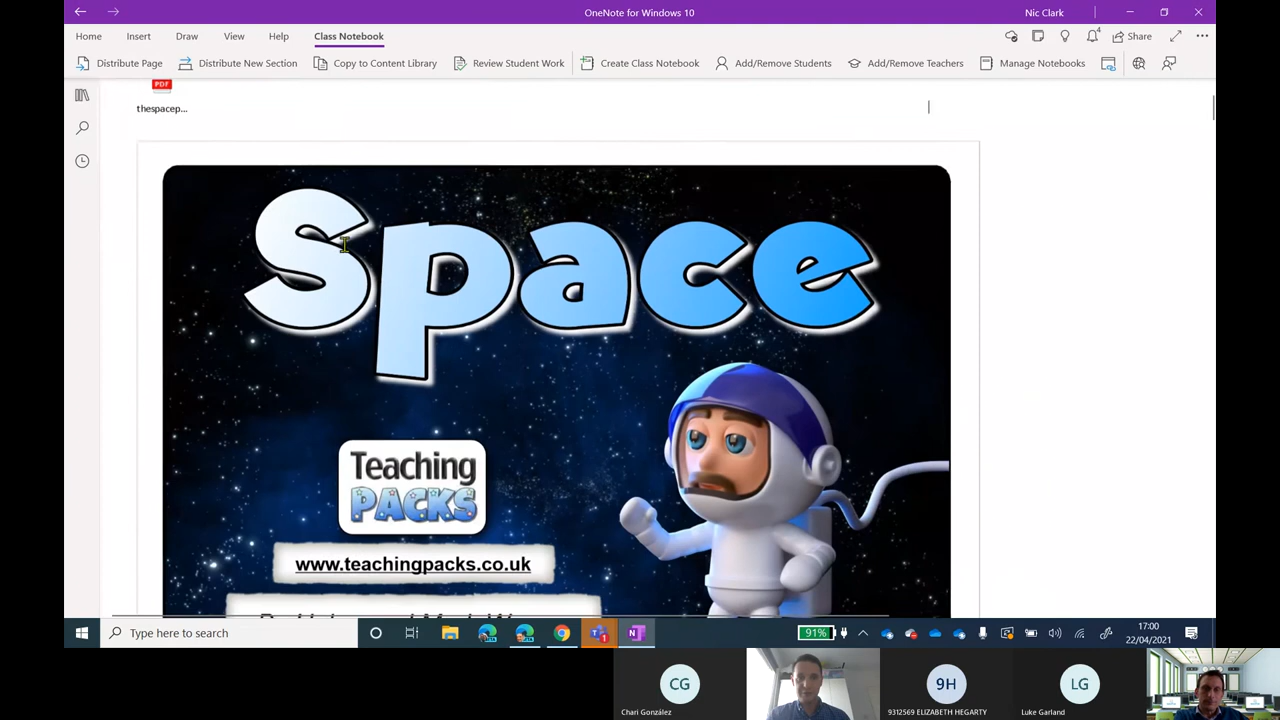 OneNote for Windows 10
Nic Clark
Home Insert Draw View Help Class Notebook
Share
Distribute Page Distribute New Section Copy to Content Library Review Student Work Create Class Notebook Add/Remove Students Add/Remove Teachers Manage Notebooks
PDF
thespacep...
Space
Teaching
PACKS
www.teachingpacks.co.uk
Type here to search
91%
17:00
22/04/2021
CG
9H
LG
Chari González
9312569 ELIZABETH HEGARTY
Luke Garland